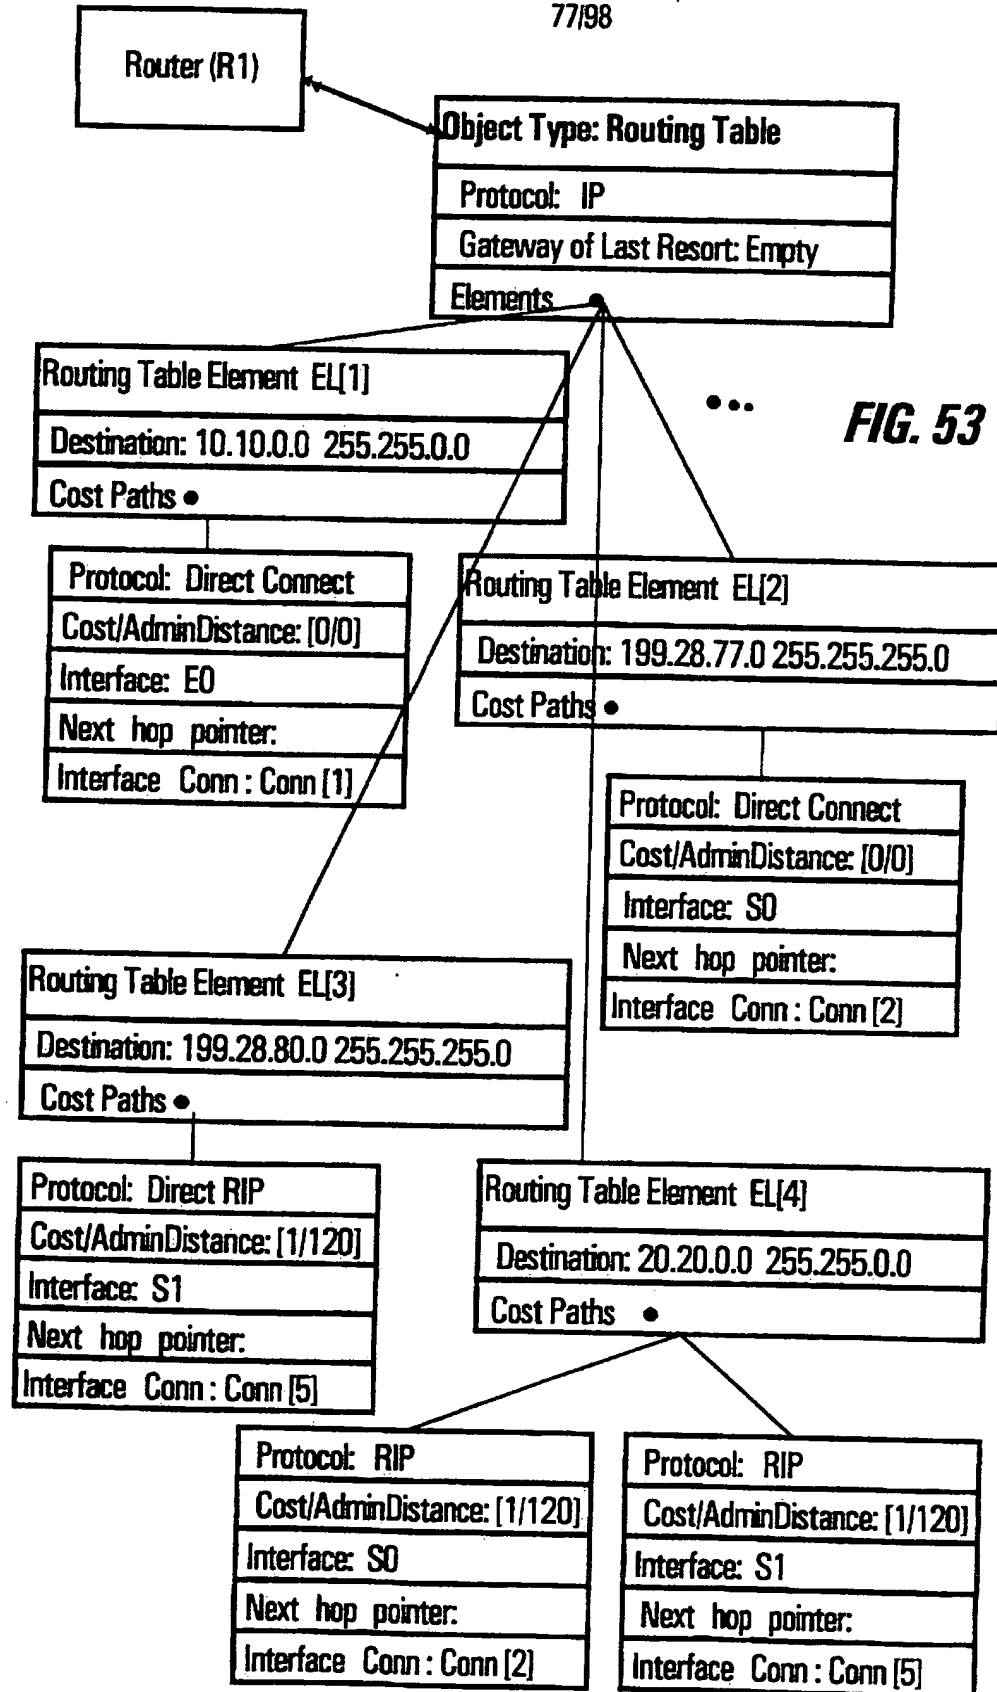 77/98
Router (R1)
Object Type: Routing Table
Protocol: IP
Gateway of Last Resort: Empty
Elements
Routing Table Element EL[1]
Destination: 10.10.0.0 255.255.0.0
Cost Paths
FIG. 53
Protocol: Direct Connect
Cost/AdminDistance: [0/0]
Interface: E0
Next hop pointer:
Interface Conn : Conn [1]
Routing Table Element EL[2]
Destination: 199.28.77.0 255.255.255.0
Cost Paths
Protocol: Direct Connect
Cost/AdminDistance: [0/0]
Interface: S0
Next hop pointer:
Interface Conn : Conn [2]
Routing Table Element EL[3]
Destination: 199.28.80.0 255.255.255.0
Cost Paths
Protocol: Direct RIP
Cost/AdminDistance: [1/120]
Interface: S1
Next hop pointer:
Interface Conn : Conn [5]
Routing Table Element EL[4]
Destination: 20.20.0.0 255.255.0.0
Cost Paths
Protocol: RIP
Cost/AdminDistance: [1/120]
Interface: S0
Next hop pointer:
Interface Conn : Conn [2]
Protocol: RIP
Cost/AdminDistance: [1/120]
Interface: S1
Next hop pointer:
Interface Conn : Conn [5]